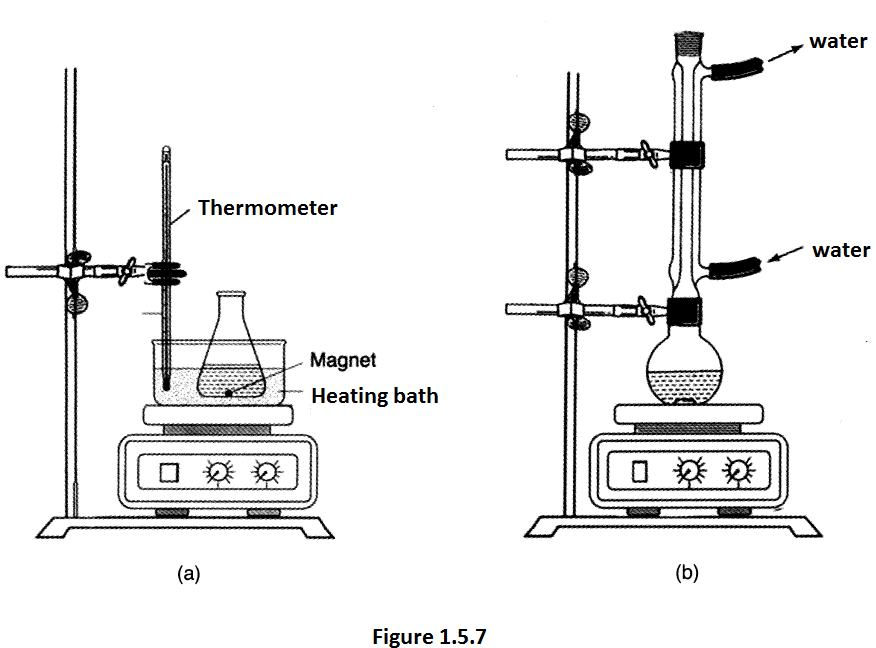 water
Thermometer
water
Magnet
Heating bath
(a)
(b)
Figure 1.5.7